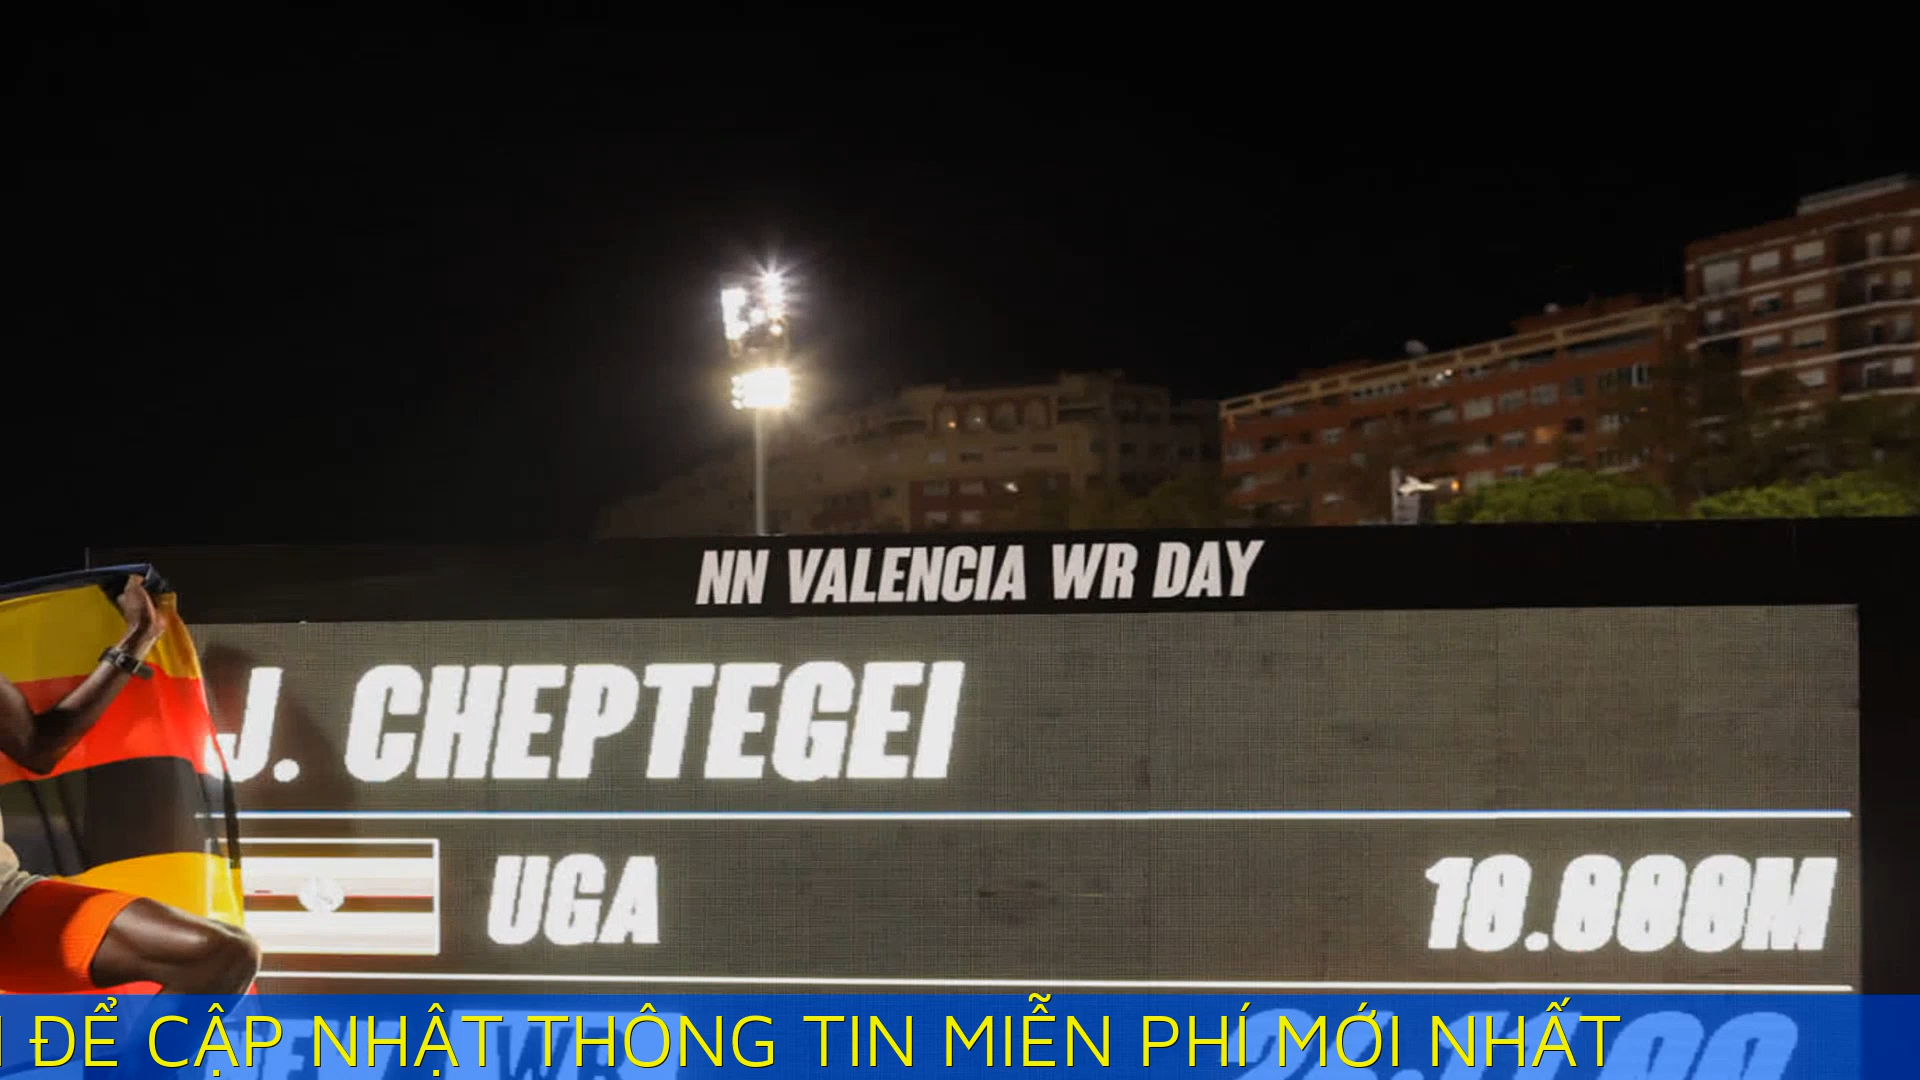 NN VALENCIA WR DAY
J. CHEPTEGEI
UGA 10.000M
ĐỂ CẬP NHẬT THÔNG TIN MIỄN PHÍ MỚI NHẤT